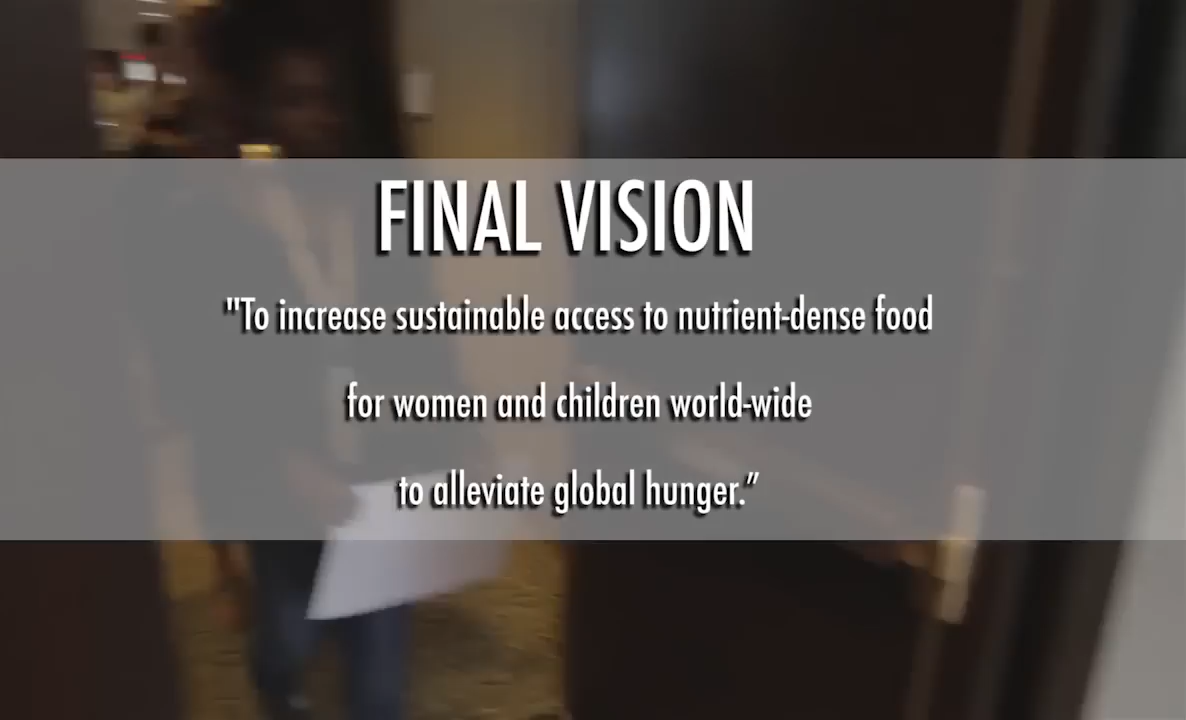 FINAL VISION
"To increase sustainable access to nutrient-dense food
for women and children world-wide
to alleviate global hunger.”